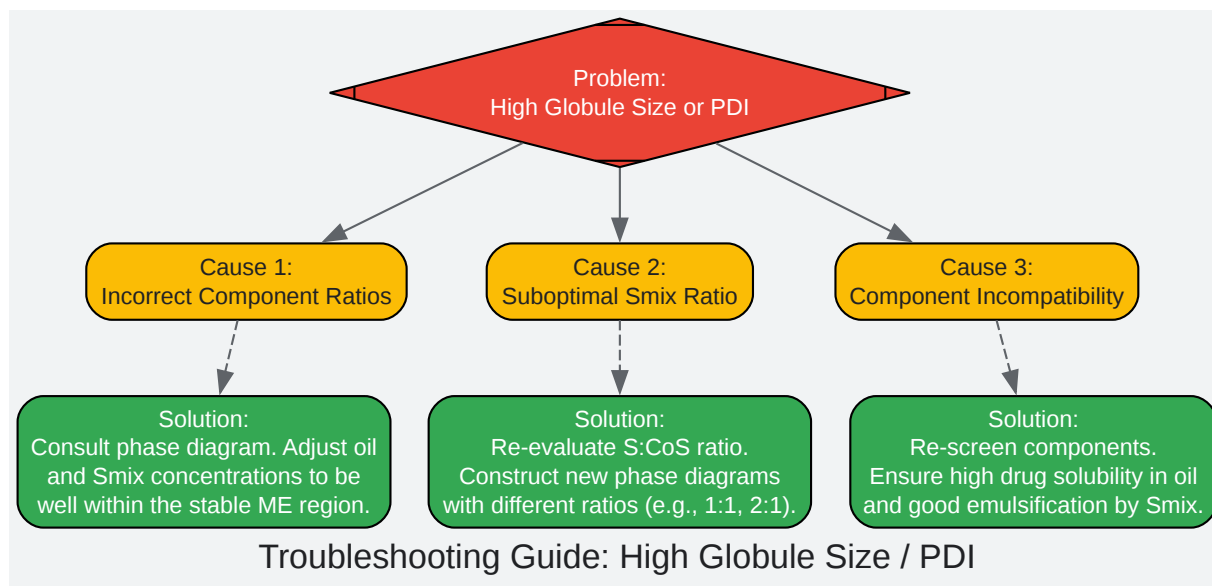 Problem:
High Globule Size or PDI
Cause 1:
Incorrect Component Ratios
Cause 2:
Suboptimal Smix Ratio
Cause 3:
Component Incompatibility
Solution:
Consult phase diagram. Adjust oil
and Smix concentrations to be
well within the stable ME region.
Solution:
Re-evaluate S:CoS ratio.
Construct new phase diagrams
with different ratios (e.g., 1:1, 2:1).
Solution:
Re-screen components.
Ensure high drug solubility in oil
and good emulsification by Smix.
Troubleshooting Guide: High Globule Size / PDI